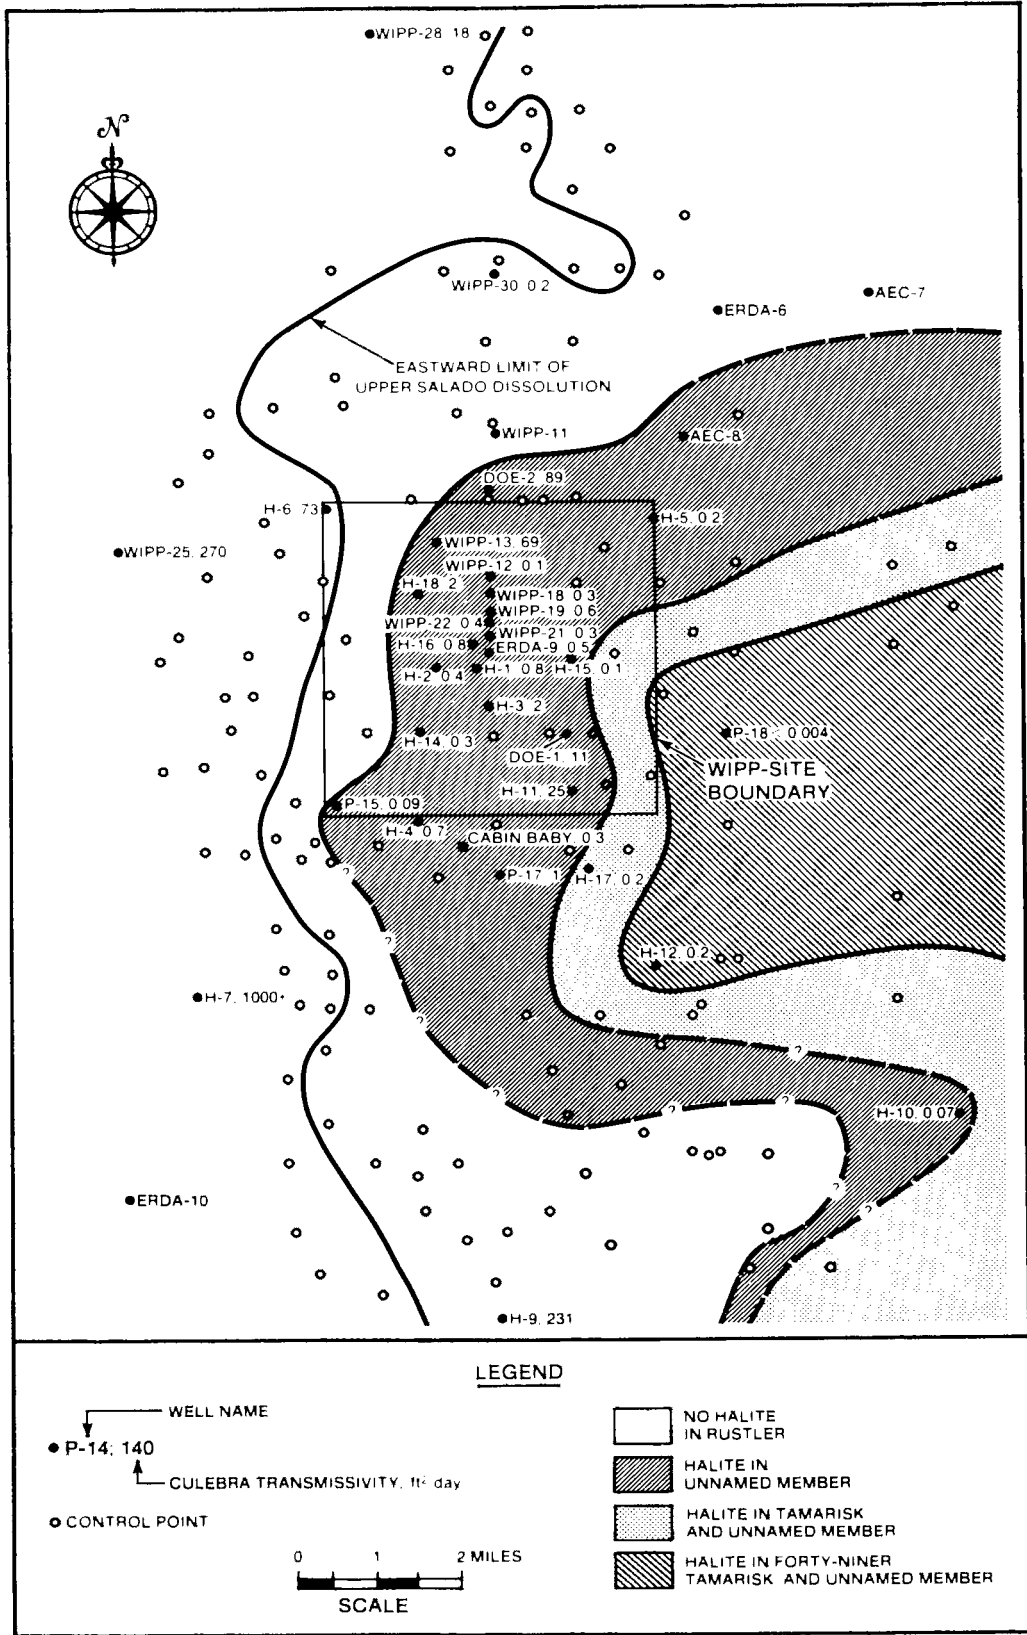 WIPP-28 18
N
WIPP-30 0.2
AEC-7
ERDA-6
EASTWARD LIMIT OF
UPPER SALADO DISSOLUTION
WIPP-11
AEC-8
DOE-2, 89
H-6, 73
H-5, 0.2
WIPP-25, 270
WIPP-13, 69
WIPP-12 0.1
H-18 2
WIPP-18 0.3
WIPP-19 0.6
WIPP-22 0.4
WIPP-21 0.3
H-16 0.8
ERDA-9 0.5
H-2 0.4
H-1 0.8
H-15 0.1
H-3 2
H-14 0.3
P-18 < 0.004
DOE-1, 11
WIPP-SITE
BOUNDARY
H-11, 25
P-15, 0.09
H-4 0.7
CABIN BABY 0.3
P-17, 1
H-17, 0.2
?
?
H-12, 0.2
H-7, 1000+
?
?
?
?
?
H-10, 0.07
ERDA-10
?
?
H-9, 231
LEGEND
WELL NAME
P-14; 140
CULEBRA TRANSMISSIVITY, ft² day
CONTROL POINT
0 1 2 MILES
SCALE
NO HALITE
IN RUSTLER
HALITE IN
UNNAMED MEMBER
HALITE IN TAMARISK
AND UNNAMED MEMBER
HALITE IN FORTY-NINER
TAMARISK AND UNNAMED MEMBER